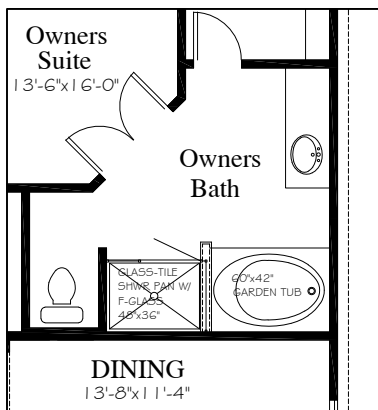 Owners
Suite
13'-6"x16'-0"
Owners
Bath
GLASS-TILE
SHWR PAN W/
F-GLASS
48"x36"
60"x42"
GARDEN TUB
DINING
13'-8"x11'-4"